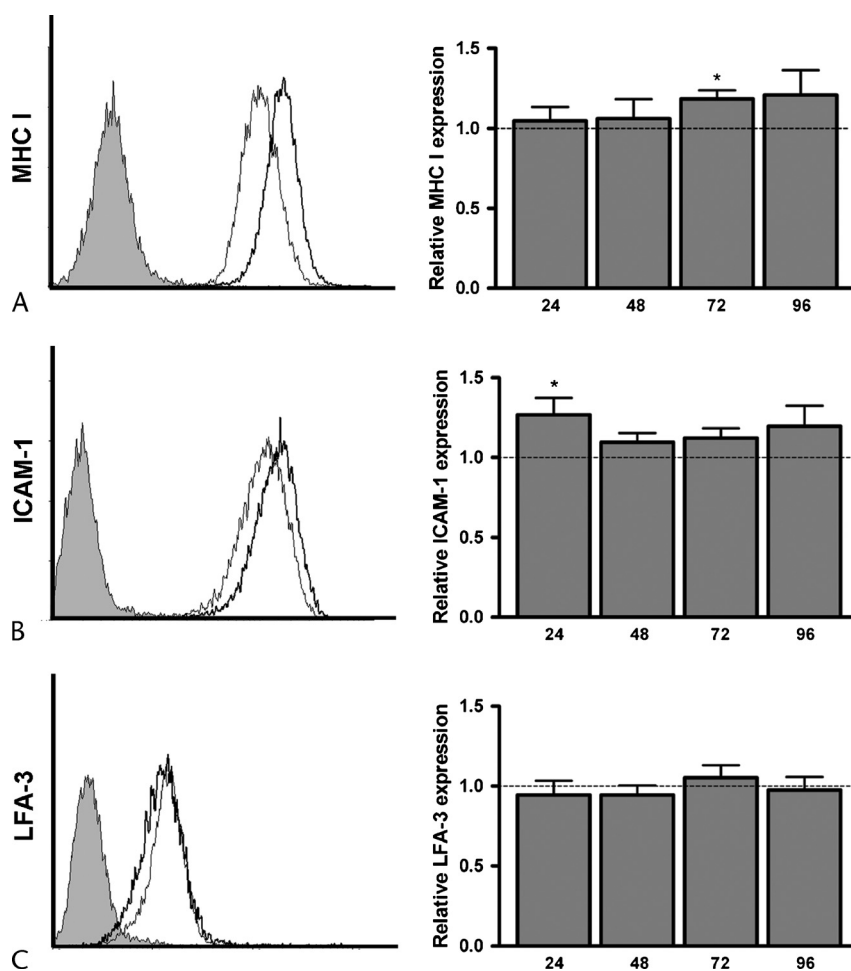 MHC I
A
Relative MHC I expression
1.5
1.0
0.5
0.0
*
24 48 72 96
ICAM-1
B
Relative ICAM-1 expression
1.5
1.0
0.5
0.0
*
24 48 72 96
LFA-3
C
Relative LFA-3 expression
1.5
1.0
0.5
0.0
24 48 72 96